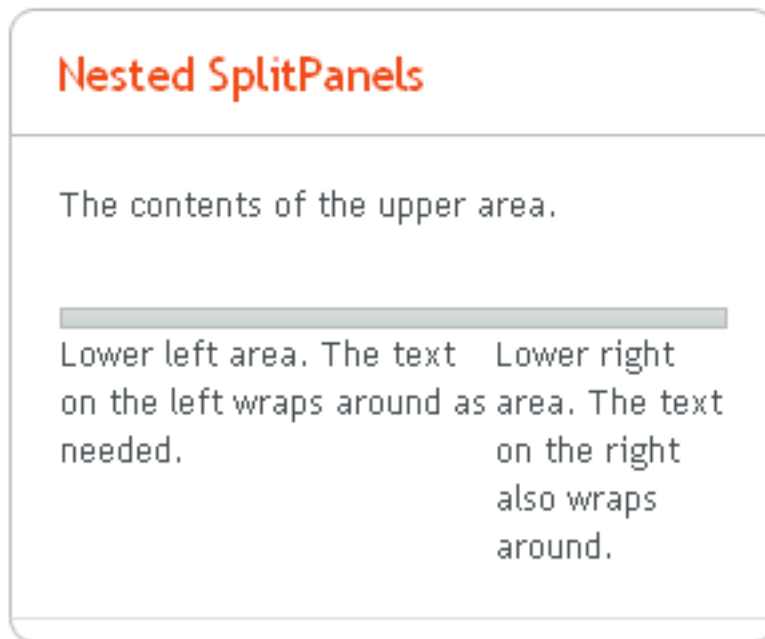 Nested SplitPanels
The contents of the upper area.
Lower left area. The text
on the left wraps around as
needed.
Lower right
area. The text
on the right
also wraps
around.